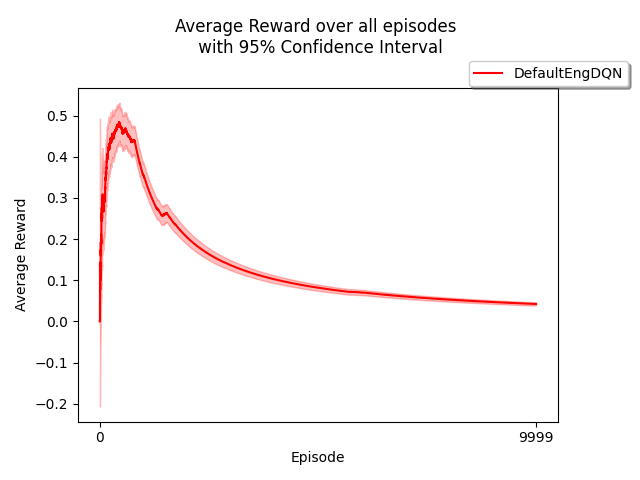 Average Reward over all episodes
with 95% Confidence Interval
DefaultEngDQN
0.5
0.4
0.3
0.2
0.1
0.0
−0.1
−0.2
Average Reward
0
9999
Episode